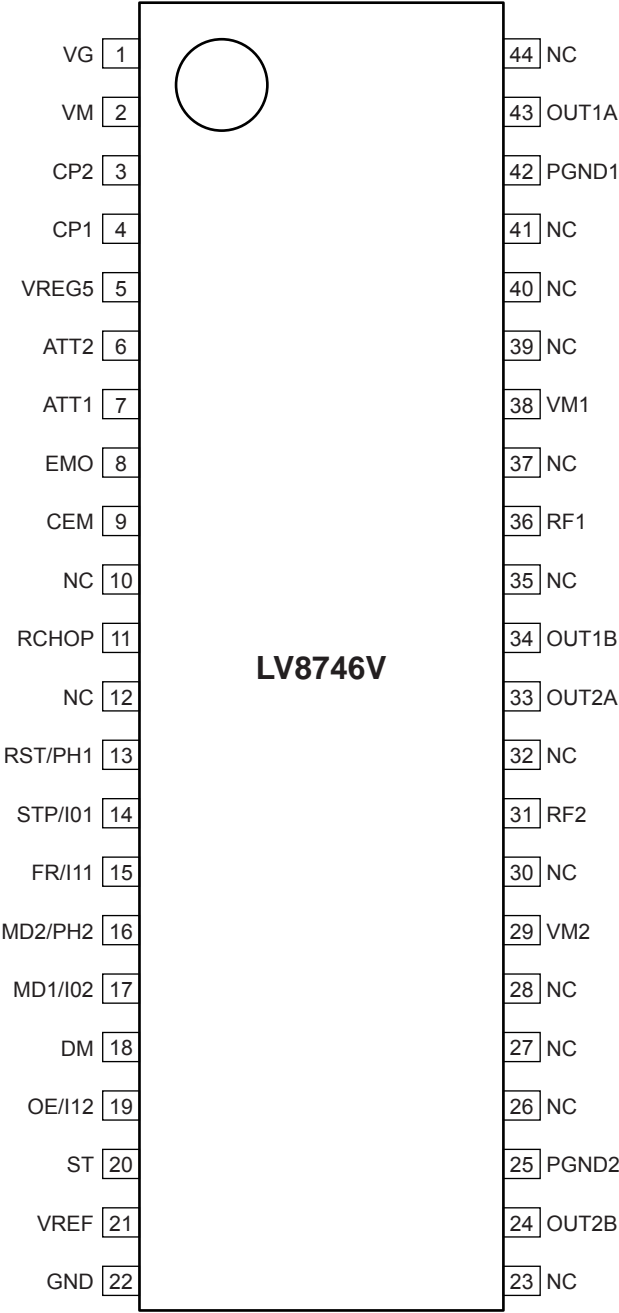 VG 1 44 NC
VM 2 43 OUT1A
CP2 3 42 PGND1
CP1 4 41 NC
VREG5 5 40 NC
ATT2 6 39 NC
ATT1 7 38 VM1
EMO 8 37 NC
CEM 9 36 RF1
NC 10 35 NC
RCHOP 11 34 OUT1B
LV8746V
NC 12 33 OUT2A
RST/PH1 13 32 NC
STP/I01 14 31 RF2
FR/I11 15 30 NC
MD2/PH2 16 29 VM2
MD1/I02 17 28 NC
DM 18 27 NC
OE/I12 19 26 NC
ST 20 25 PGND2
VREF 21 24 OUT2B
GND 22 23 NC